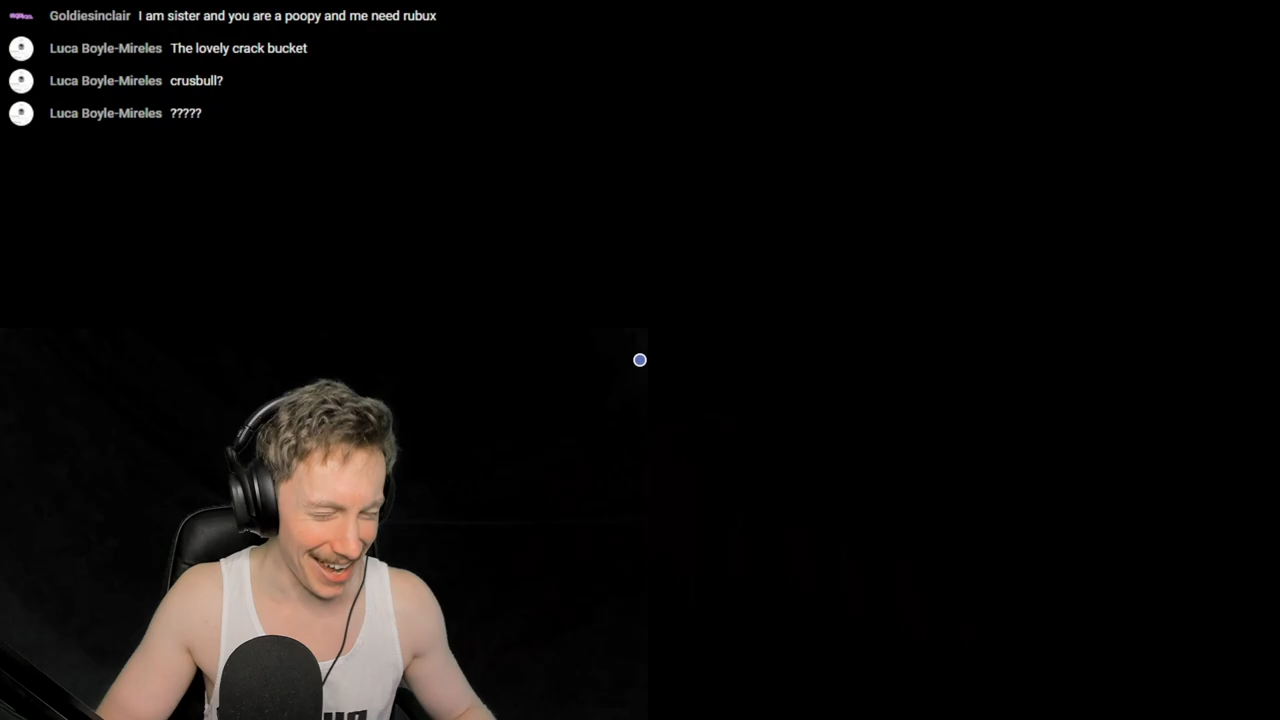 Goldiesinclair I am sister and you are a poopy and me need rubux
Luca Boyle-Mireles The lovely crack bucket
Luca Boyle-Mireles crusbull?
Luca Boyle-Mireles ?????